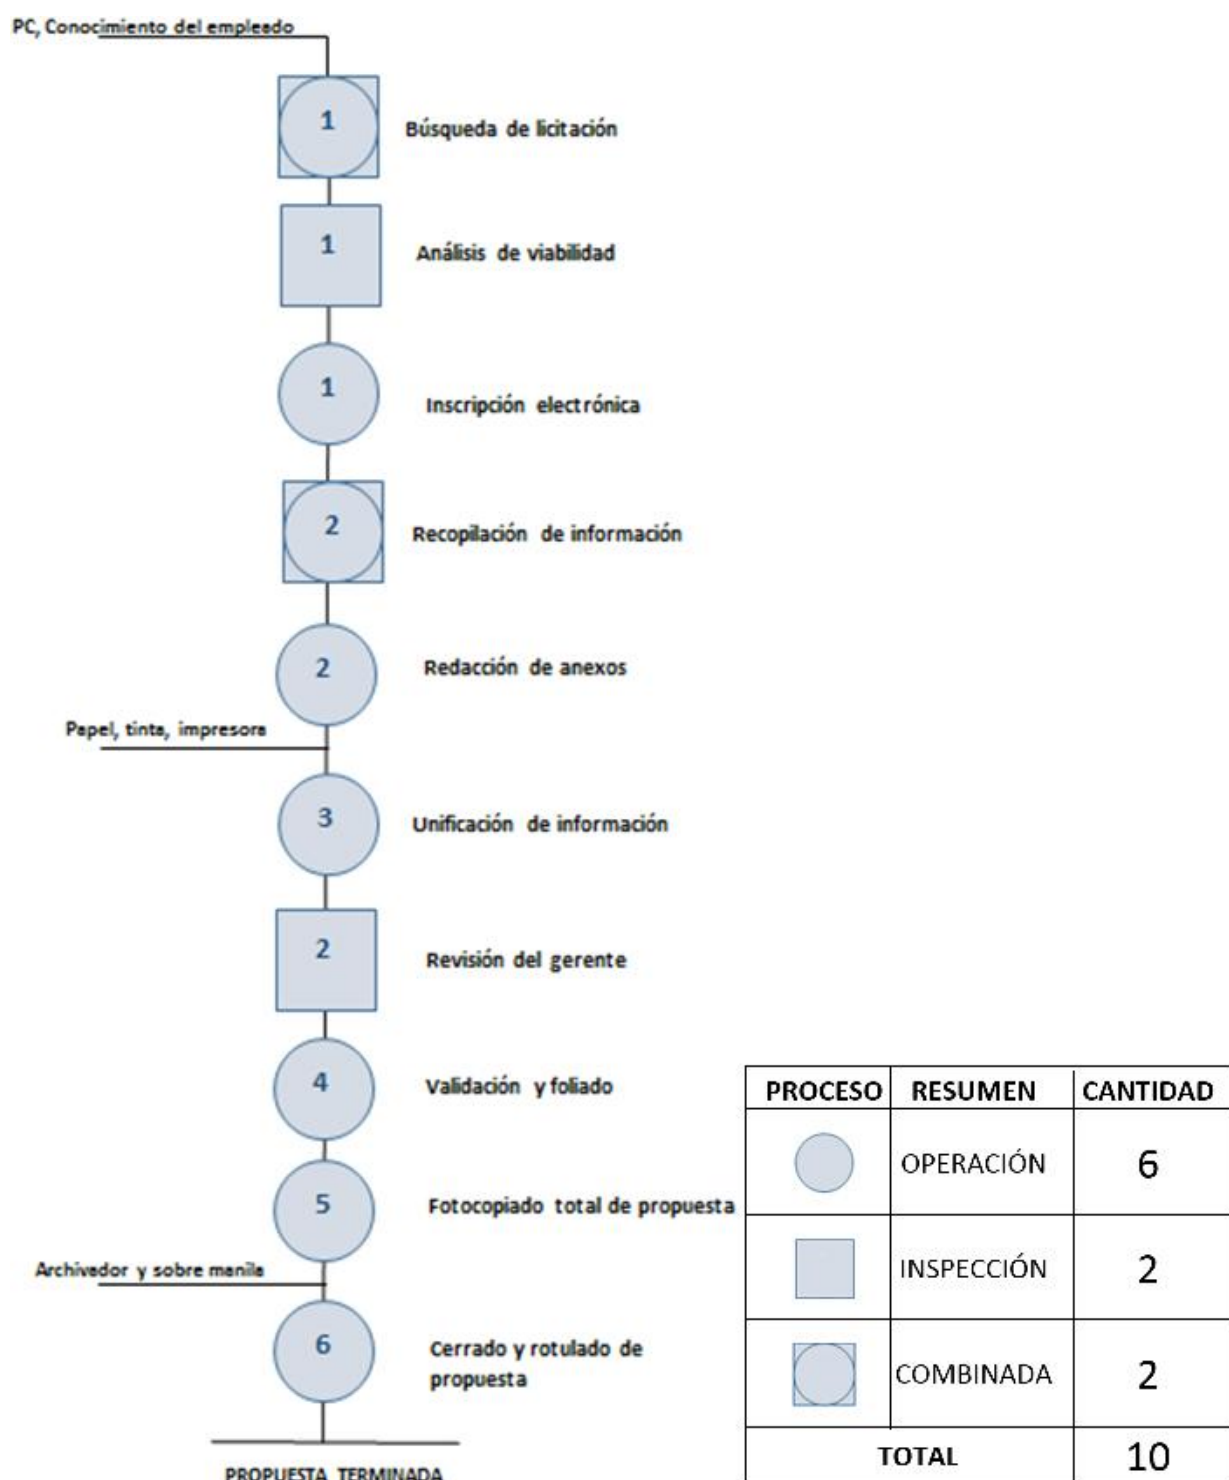 PC, Conocimiento del empleado
1
Búsqueda de licitación
1
Análisis de viabilidad
1
Inscripción electrónica
2
Recopilación de información
2
Redacción de anexos
Papel, tinta, impresora
3
Unificación de información
2
Revisión del gerente
4
Validación y foliado
5
Fotocopiado total de propuesta
Archivador y sobre manila
6
Cerrado y rotulado de
propuesta
PROPUESTA TERMINADA
PROCESO RESUMEN CANTIDAD
OPERACIÓN 6
INSPECCIÓN 2
COMBINADA 2
TOTAL 10